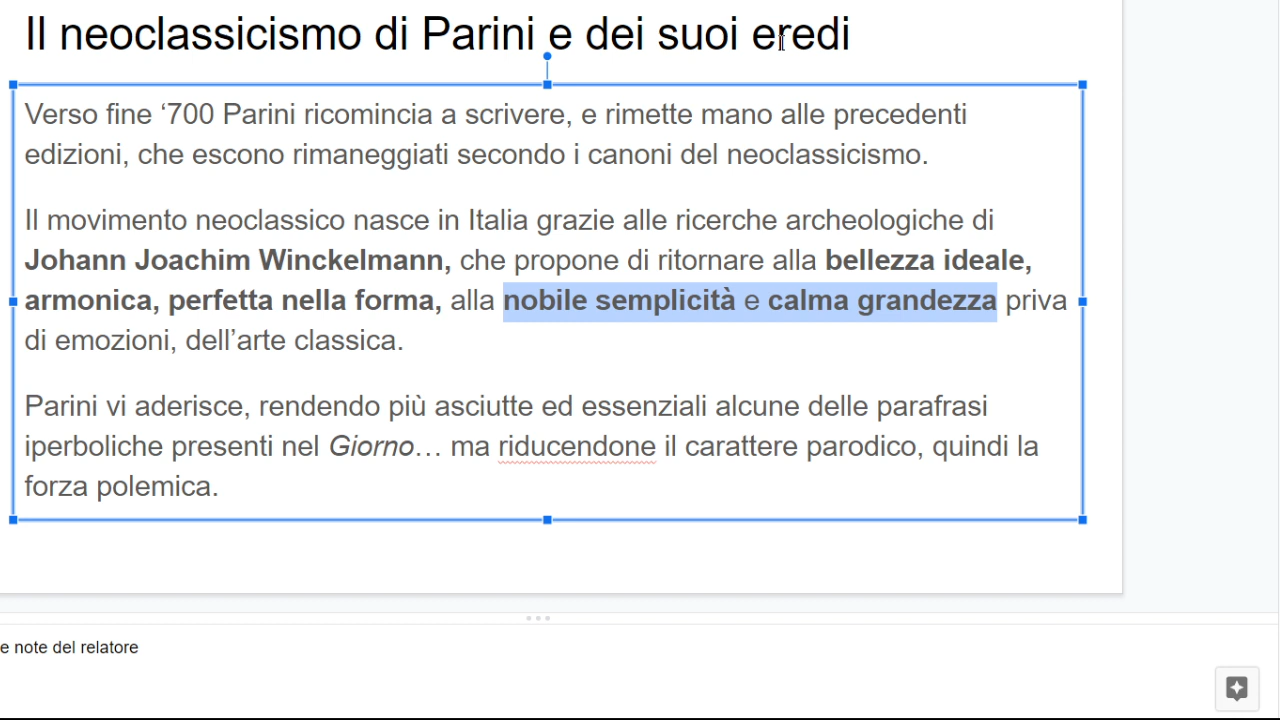 Il neoclassicismo di Parini e dei suoi eredi
Verso fine ‘700 Parini ricomincia a scrivere, e rimette mano alle precedenti
edizioni, che escono rimaneggiati secondo i canoni del neoclassicismo.
Il movimento neoclassico nasce in Italia grazie alle ricerche archeologiche di
Johann Joachim Winckelmann, che propone di ritornare alla bellezza ideale,
armonica, perfetta nella forma, alla nobile semplicità e calma grandezza priva
di emozioni, dell’arte classica.
Parini vi aderisce, rendendo più asciutte ed essenziali alcune delle parafrasi
iperboliche presenti nel Giorno… ma riducendone il carattere parodico, quindi la
forza polemica.
e note del relatore